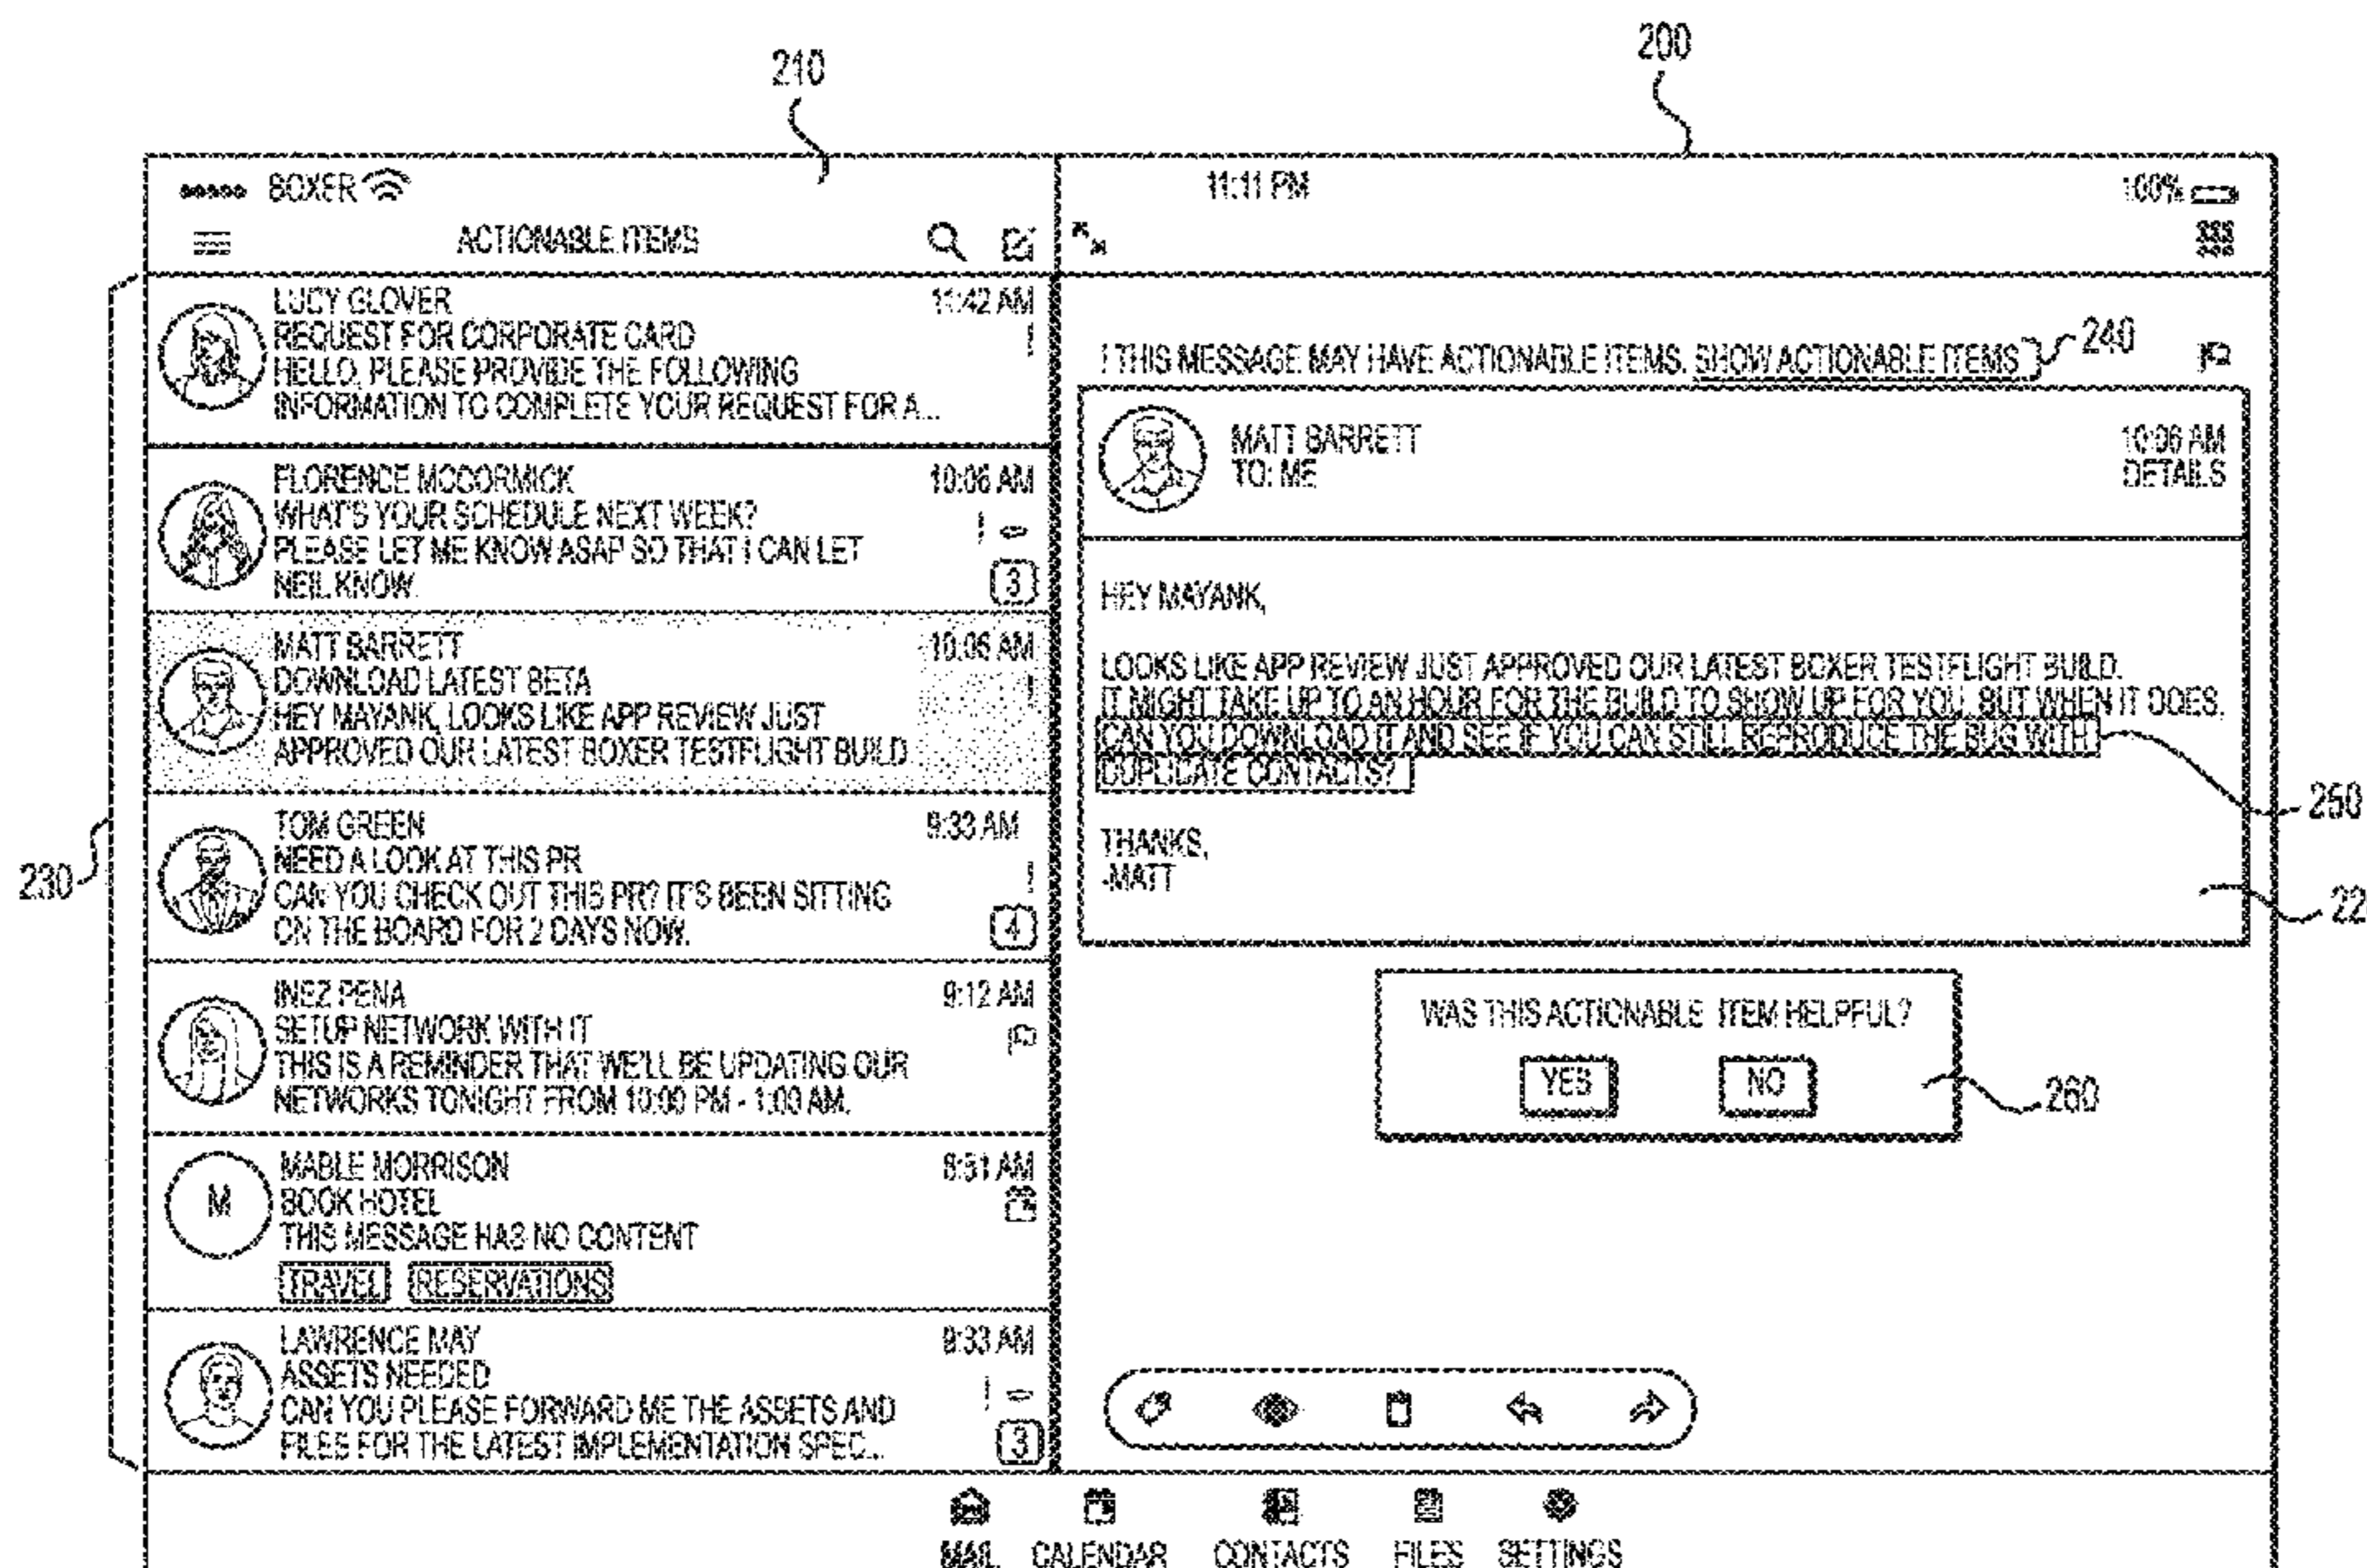 210
200
BOXER
11:11 PM
100%
ACTIONABLE ITEMS
LUCY GLOVER
11:42 AM
REQUEST FOR CORPORATE CARD
!
HELLO, PLEASE PROVIDE THE FOLLOWING
INFORMATION TO COMPLETE YOUR REQUEST FOR A...
FLORENCE MCCORMICK
10:06 AM
WHAT'S YOUR SCHEDULE NEXT WEEK?
!
PLEASE LET ME KNOW ASAP SO THAT I CAN LET
NEIL KNOW.
3
MATT BARRETT
10:06 AM
DOWNLOAD LATEST BETA
!
HEY MAYANK, LOOKS LIKE APP REVIEW JUST
APPROVED OUR LATEST BOXER TESTFLIGHT BUILD
230
TOM GREEN
9:33 AM
NEED A LOOK AT THIS PR
!
CAN YOU CHECK OUT THIS PR? IT'S BEEN SITTING
ON THE BOARD FOR 2 DAYS NOW.
4
INEZ PENA
9:12 AM
SETUP NETWORK WITH IT
THIS IS A REMINDER THAT WE'LL BE UPDATING OUR
NETWORKS TONIGHT FROM 10:00 PM - 1:00 AM.
M
MABLE MORRISON
8:51 AM
BOOK HOTEL
THIS MESSAGE HAS NO CONTENT
TRAVEL RESERVATIONS
LAWRENCE MAY
9:33 AM
ASSETS NEEDED
!
CAN YOU PLEASE FORWARD ME THE ASSETS AND
FILES FOR THE LATEST IMPLEMENTATION SPEC...
3
! THIS MESSAGE MAY HAVE ACTIONABLE ITEMS. SHOW ACTIONABLE ITEMS
240
MATT BARRETT
10:06 AM
TO: ME
DETAILS
HEY MAYANK,
LOOKS LIKE APP REVIEW JUST APPROVED OUR LATEST BOXER TESTFLIGHT BUILD.
IT MIGHT TAKE UP TO AN HOUR FOR THE BUILD TO SHOW UP FOR YOU, BUT WHEN IT DOES,
CAN YOU DOWNLOAD IT AND SEE IF YOU CAN STILL REPRODUCE THE BUG WITH
DUPLICATE CONTACTS?
250
THANKS,
-MATT
22
WAS THIS ACTIONABLE ITEM HELPFUL?
YES NO
260
MAIL CALENDAR CONTACTS FILES SETTINGS